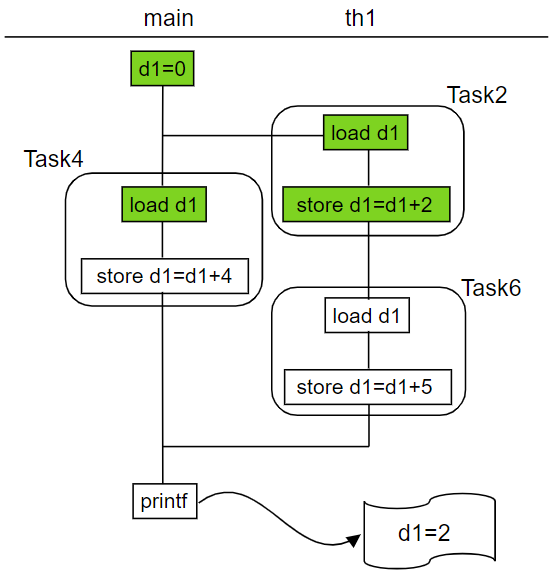 main
th1
d1=0
Task2
load d1
Task4
load d1
store d1=d1+2
store d1=d1+4
Task6
load d1
store d1=d1+5
printf
d1=2